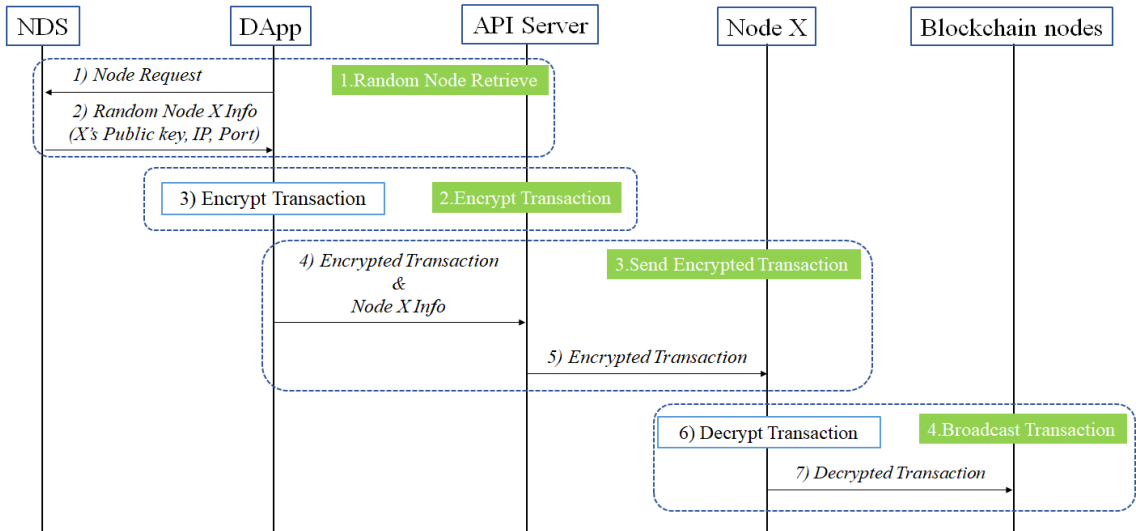 NDS
DApp
API Server
Node X
Blockchain nodes
1) Node Request
1.Random Node Retrieve
2) Random Node X Info
(X's Public key, IP, Port)
3) Encrypt Transaction
2.Encrypt Transaction
4) Encrypted Transaction
&
Node X Info
3.Send Encrypted Transaction
5) Encrypted Transaction
6) Decrypt Transaction
4.Broadcast Transaction
7) Decrypted Transaction